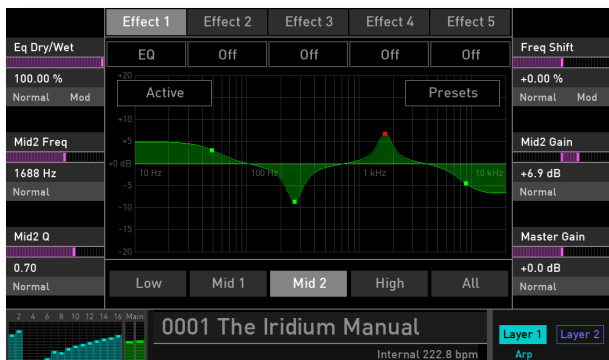 Effect 1 Effect 2 Effect 3 Effect 4 Effect 5
Eq Dry/Wet EQ Off Off Off Off Freq Shift
100.00 % +20 +0.00 %
Normal Mod Active Presets Normal Mod
+10
Mid2 Freq +5 Mid2 Gain
+0 dB 10 Hz 100 Hz 1 kHz 10 kHz
1688 Hz +6.9 dB
Normal -5 Normal
-10
Mid2 Q -15 Master Gain
-20
0.70 +0.0 dB
Normal Low Mid 1 Mid 2 High All Normal
2 4 6 8 10 12 14 16 Main
0001 The Iridium Manual Layer 1 Layer 2
Internal 222.8 bpm Arp